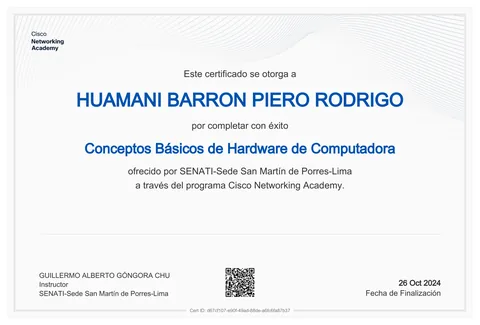 Cisco
Networking
Academy
Este certificado se otorga a
HUAMANI BARRON PIERO RODRIGO
por completar con éxito
Conceptos Básicos de Hardware de Computadora
ofrecido por SENATI-Sede San Martín de Porres-Lima
a través del programa Cisco Networking Academy.
GUILLERMO ALBERTO GÓNGORA CHU
Instructor
SENATI-Sede San Martín de Porres-Lima
26 Oct 2024
Fecha de Finalización
Cert ID: